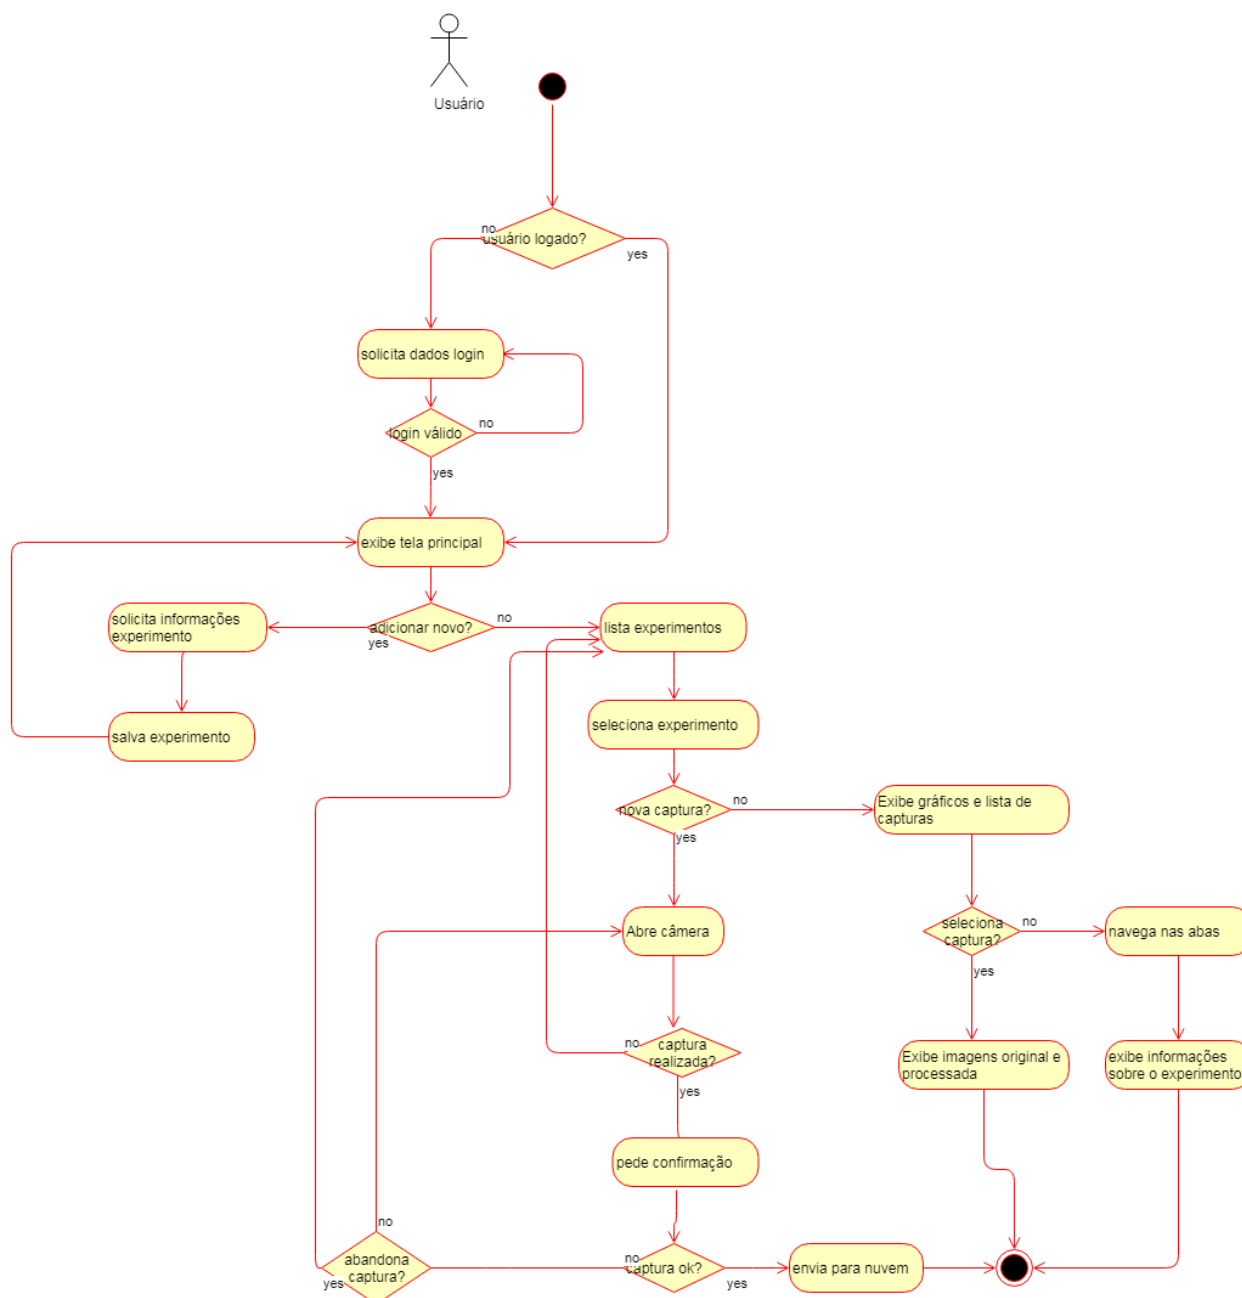 Usuário
no
usuário logado?
yes
solicita dados login
login válido
no
yes
exibe tela principal
solicita informações
experimento
adicionar novo?
yes
no
lista experimentos
salva experimento
seleciona experimento
nova captura?
no
yes
Exibe gráficos e lista de
capturas
Abre câmera
seleciona
captura?
no
yes
navega nas abas
no
captura
realizada?
yes
Exibe imagens original e
processada
exibe informações
sobre o experimento
pede confirmação
no
abandona
captura?
yes
no
captura ok?
yes
envia para nuvem